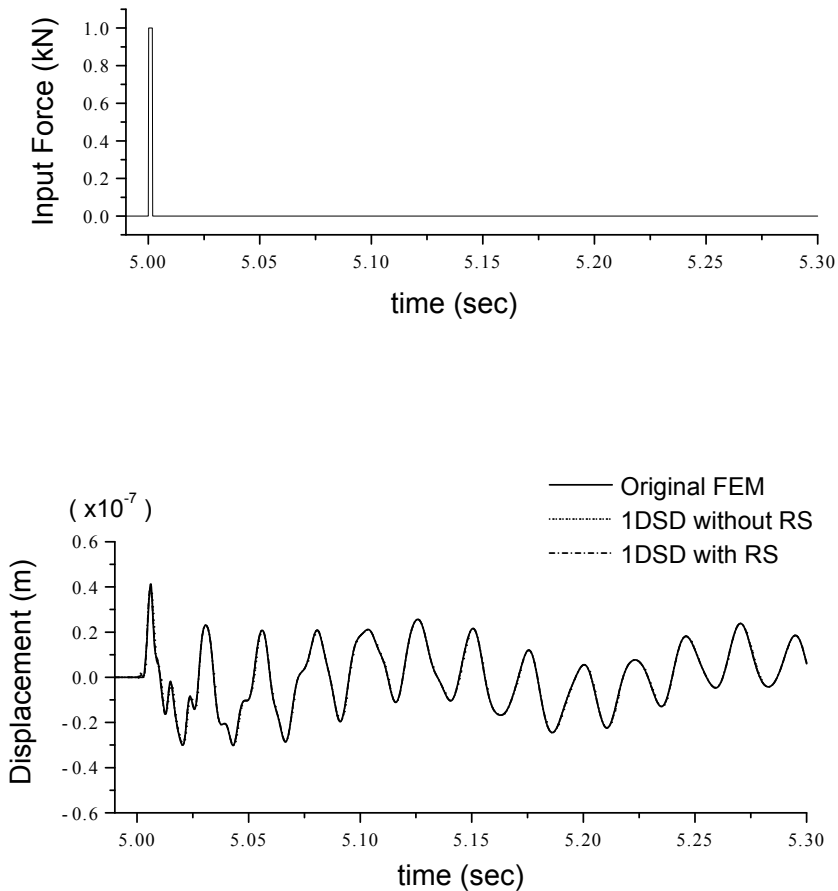 Input Force (kN)
1.0
0.8
0.6
0.4
0.2
0.0
5.00 5.05 5.10 5.15 5.20 5.25 5.30
time (sec)
Original FEM
1DSD without RS
1DSD with RS
( x10⁻⁷ )
Displacement (m)
0.6
0.4
0.2
0.0
-0.2
-0.4
-0.6
5.00 5.05 5.10 5.15 5.20 5.25 5.30
time (sec)